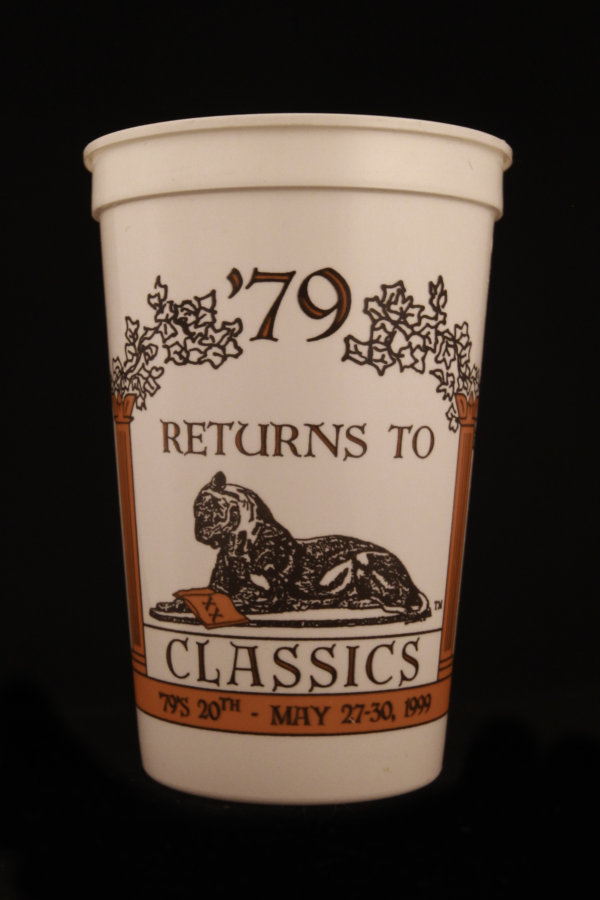 '79
RETURNS TO
XX
TM
CLASSICS
79'S 20TH - MAY 27-30, 1999